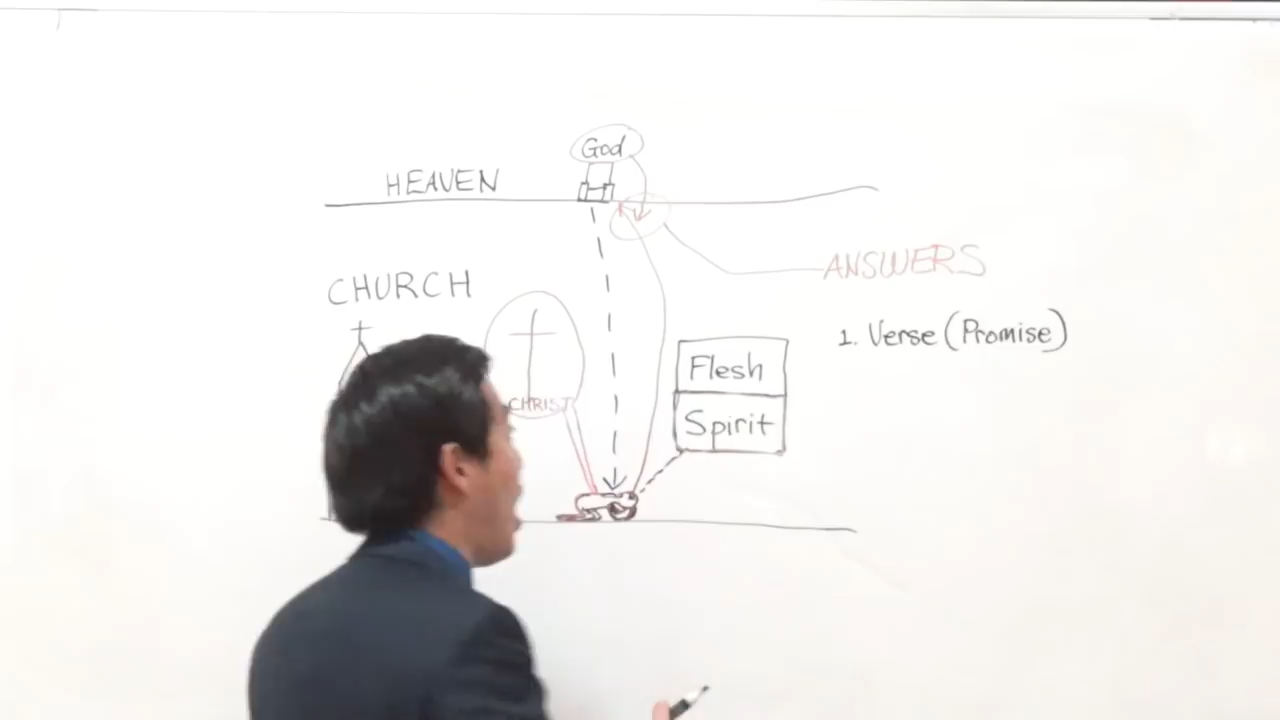 God
HEAVEN
ANSWERS
CHURCH
1. Verse (Promise)
Flesh
CHRIST
Spirit